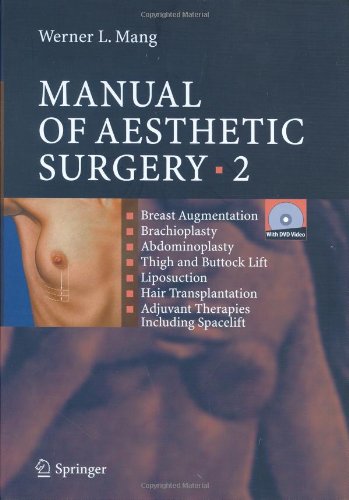 Werner L. Mang
MANUAL
OF AESTHETIC
SURGERY · 2
Breast Augmentation
Brachioplasty
Abdominoplasty
Thigh and Buttock Lift
Liposuction
Hair Transplantation
Adjuvant Therapies
Including Spacelift
With DVD Video
Springer